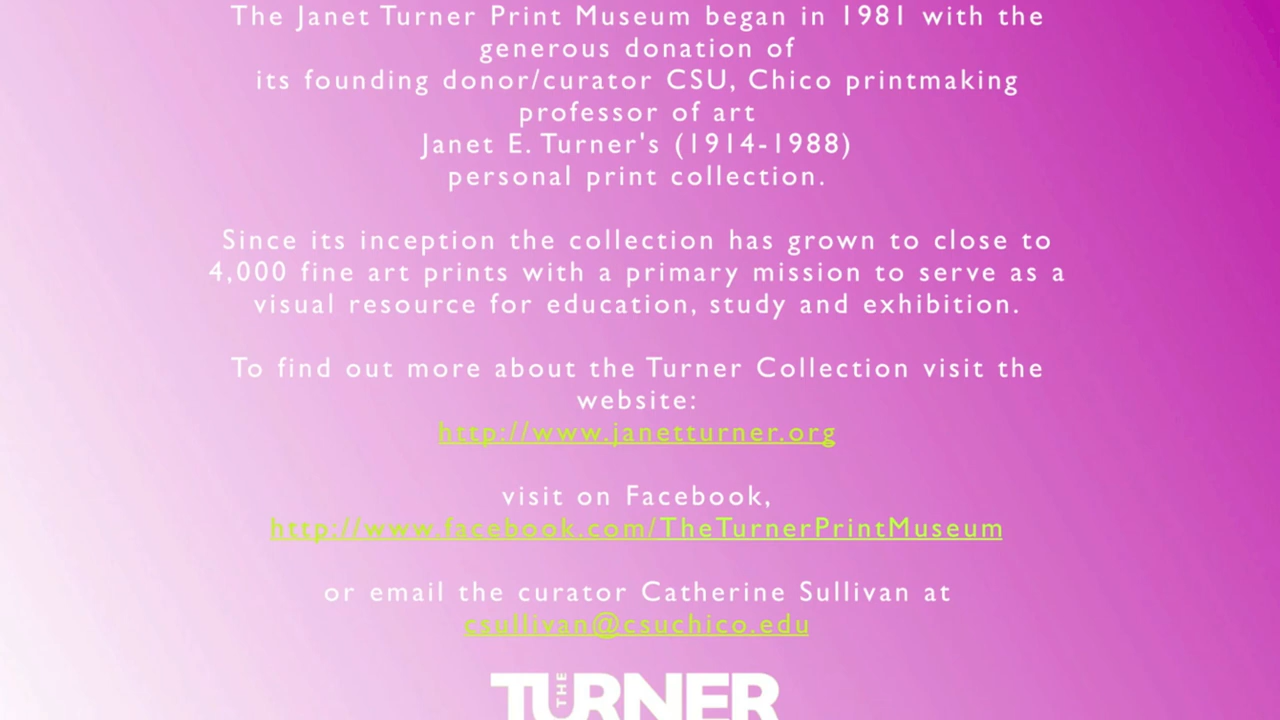 The Janet Turner Print Museum began in 1981 with the
generous donation of
its founding donor/curator CSU, Chico printmaking
professor of art
Janet E. Turner's (1914-1988)
personal print collection.
Since its inception the collection has grown to close to
4,000 fine art prints with a primary mission to serve as a
visual resource for education, study and exhibition.
To find out more about the Turner Collection visit the
website:
http://www.janetturner.org
visit on Facebook,
http://www.facebook.com/TheTurnerPrintMuseum
or email the curator Catherine Sullivan at
csullivan@csuchico.edu
THE TURNER